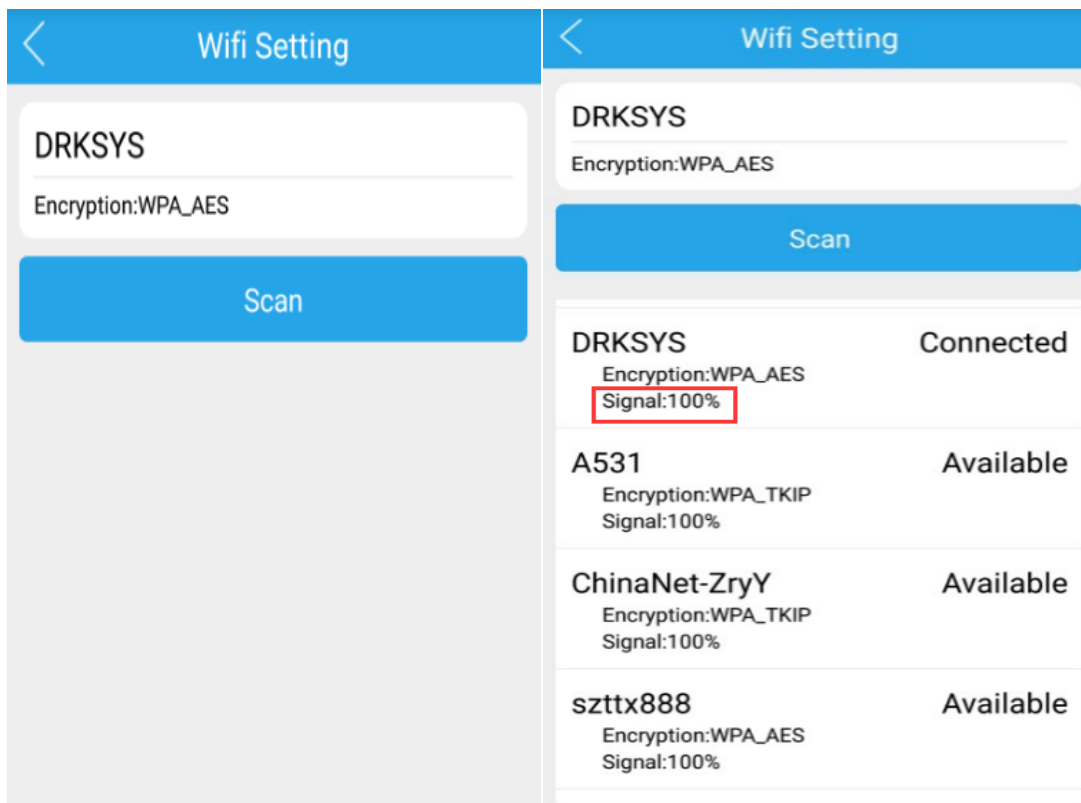 Wifi Setting
DRKSYS
Encryption:WPA_AES
Scan
Wifi Setting
DRKSYS
Encryption:WPA_AES
Scan
DRKSYS Connected
Encryption:WPA_AES
Signal:100%
A531 Available
Encryption:WPA_TKIP
Signal:100%
ChinaNet-ZryY Available
Encryption:WPA_TKIP
Signal:100%
szttx888 Available
Encryption:WPA_AES
Signal:100%